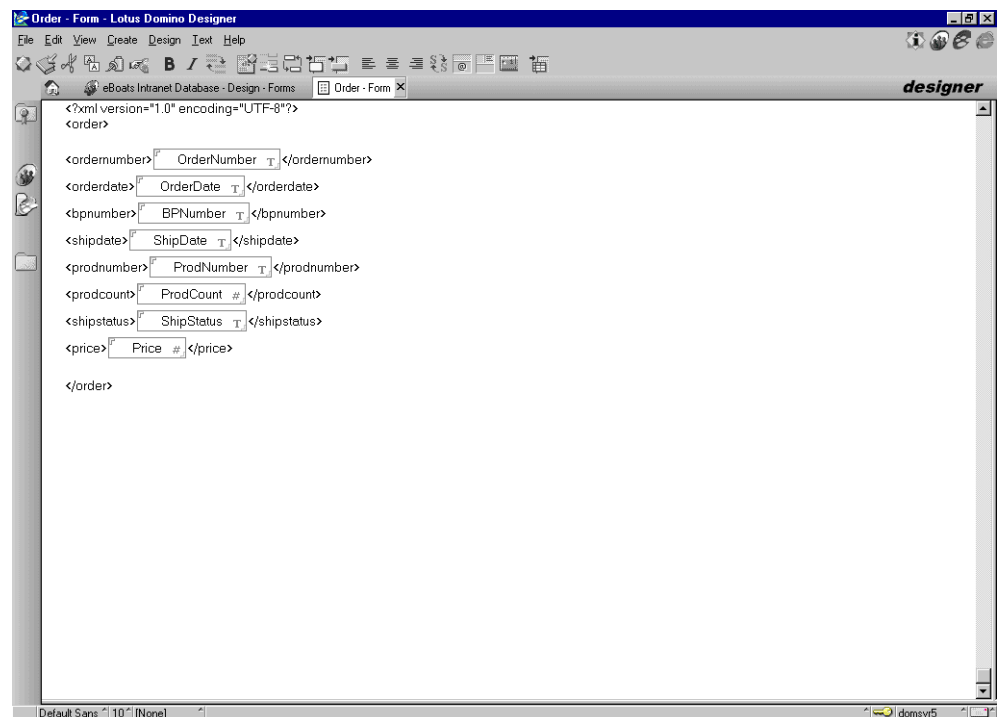 Order - Form - Lotus Domino Designer
File Edit View Create Design Text Help
eBoats Intranet Database - Design - Forms Order - Form designer
<?xml version="1.0" encoding="UTF-8"?>
<order>
<ordernumber> OrderNumber T </ordernumber>
<orderdate> OrderDate T </orderdate>
<bpnumber> BPNumber T </bpnumber>
<shipdate> ShipDate T </shipdate>
<prodnumber> ProdNumber T </prodnumber>
<prodcount> ProdCount # </prodcount>
<shipstatus> ShipStatus T </shipstatus>
<price> Price # </price>
</order>
Default Sans 10 [None] domsvr5